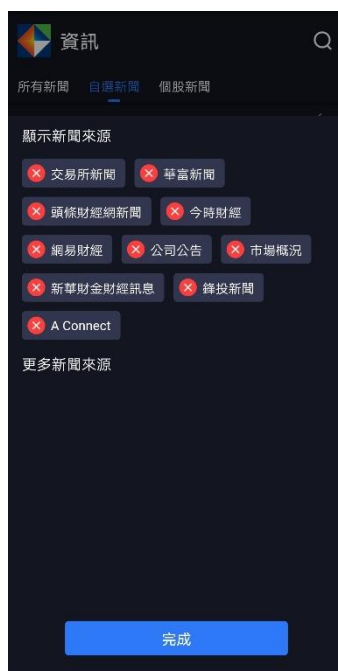 資訊
所有新聞 自選新聞 個股新聞
顯示新聞來源
交易所新聞 華富新聞
頭條財經網新聞 今時財經
網易財經 公司公告 市場概況
新華財金財經訊息 鋒投新聞
A Connect
更多新聞來源
完成